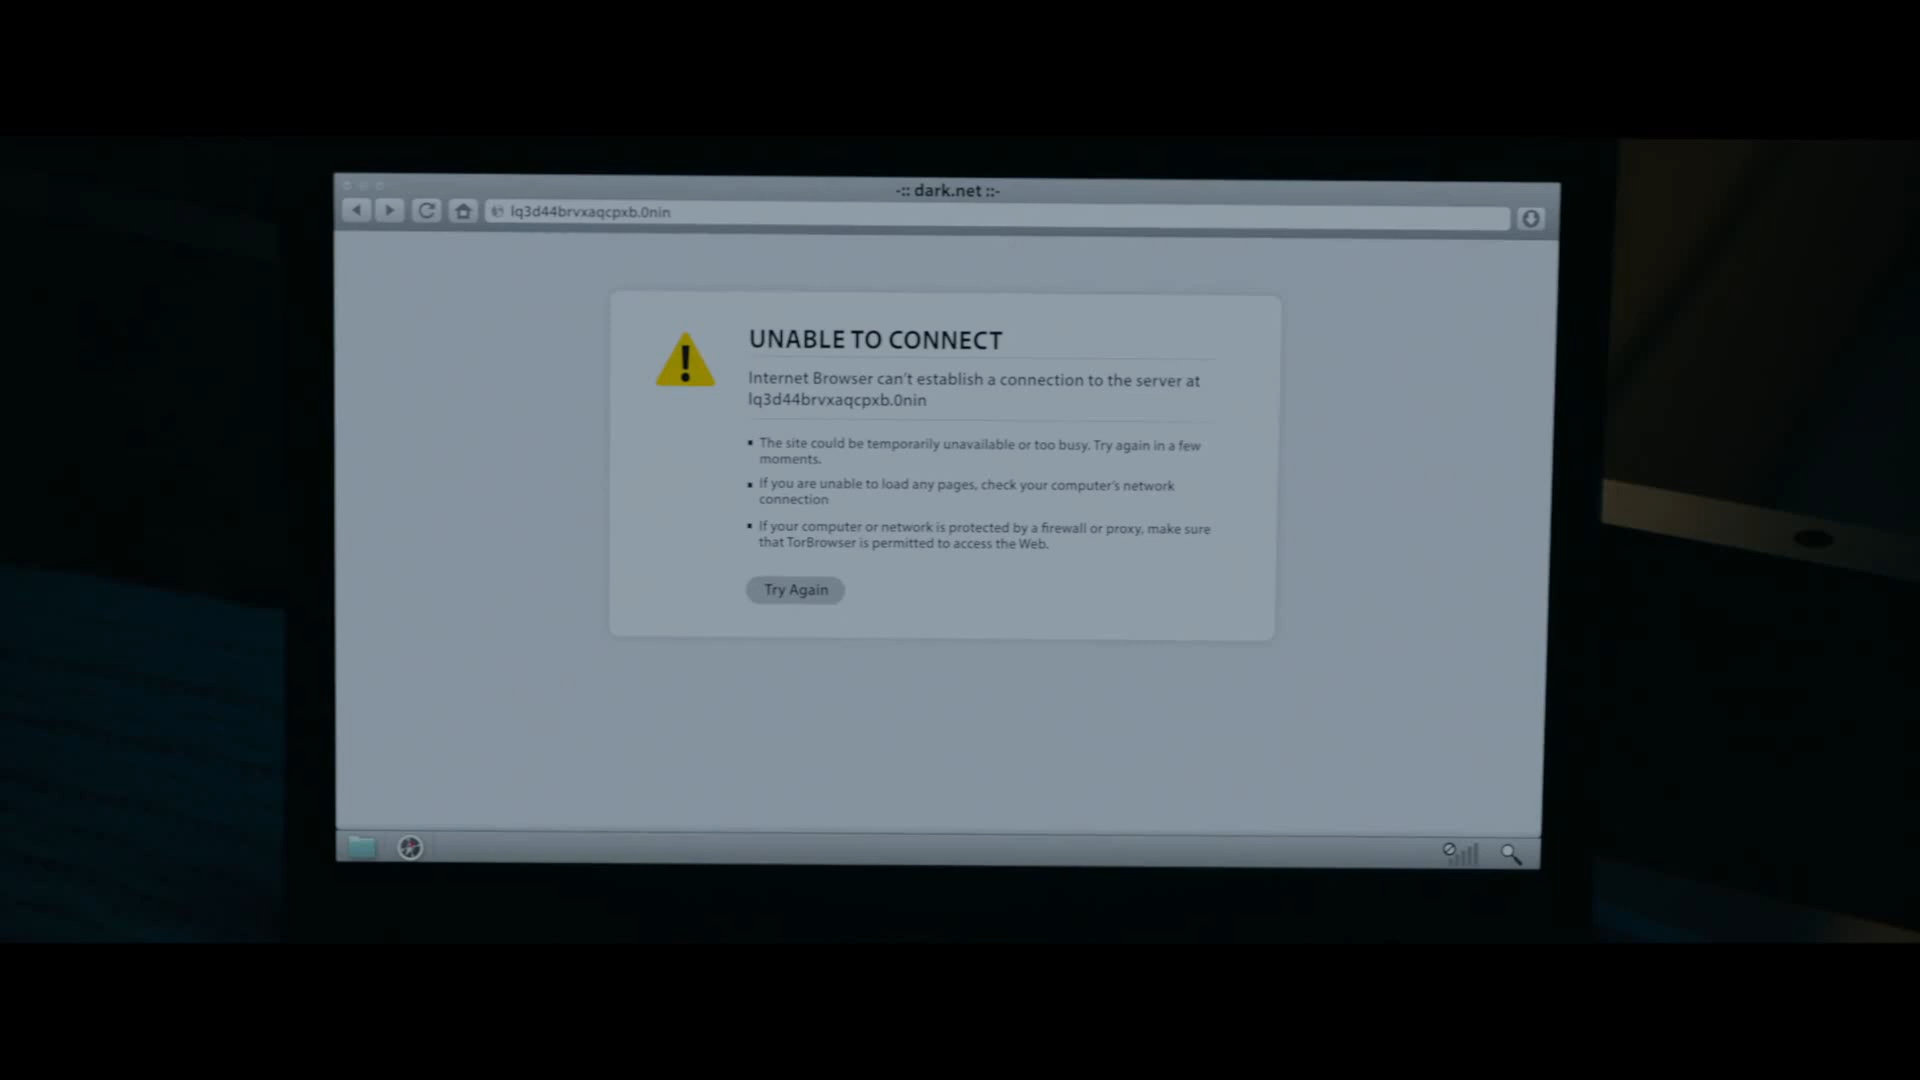 -:: dark.net ::-
lq3d44brvxaqcpxb.0nin
UNABLE TO CONNECT
Internet Browser can't establish a connection to the server at
lq3d44brvxaqcpxb.0nin
▪ The site could be temporarily unavailable or too busy. Try again in a few
moments.
▪ If you are unable to load any pages, check your computer's network
connection
▪ If your computer or network is protected by a firewall or proxy, make sure
that TorBrowser is permitted to access the Web.
Try Again